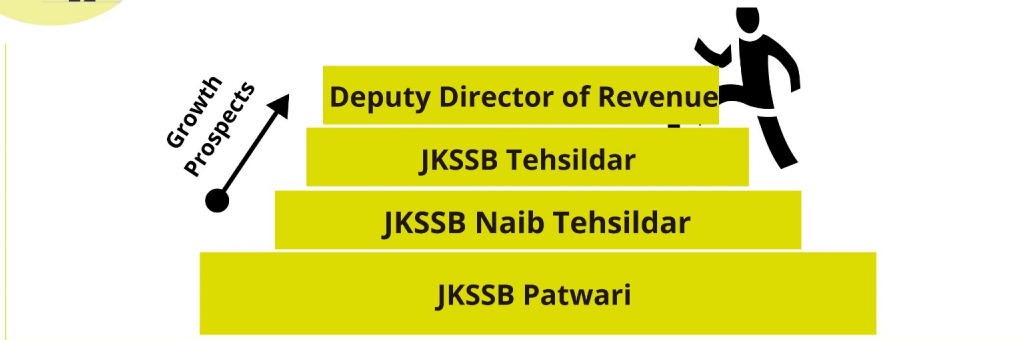 Growth
Prospects
Deputy Director of Revenue
JKSSB Tehsildar
JKSSB Naib Tehsildar
JKSSB Patwari